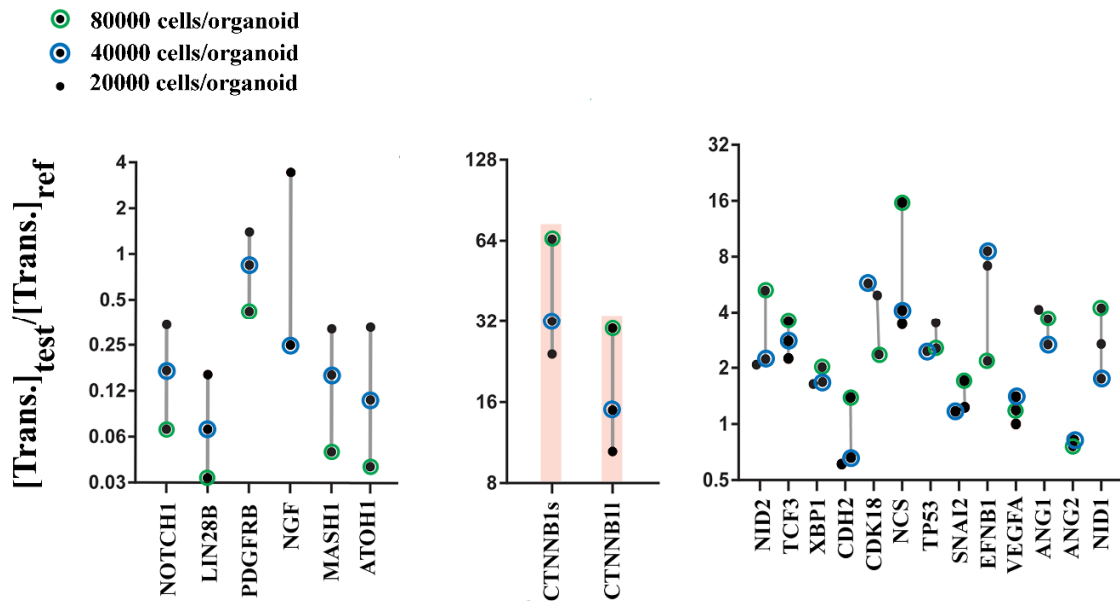 80000 cells/organoid
40000 cells/organoid
20000 cells/organoid
[Trans.]test/[Trans.]ref
4
2
1
0.5
0.25
0.12
0.06
0.03
NOTCH1
LIN28B
PDGFRB
NGF
MASH1
ATOH1
128
64
32
16
8
CTNNB1s
CTNNB1l
32
16
8
4
2
1
0.5
NID2
TCF3
XBP1
CDH2
CDK18
NCS
TP53
SNAI2
EFNB1
VEGFA
ANG1
ANG2
NID1